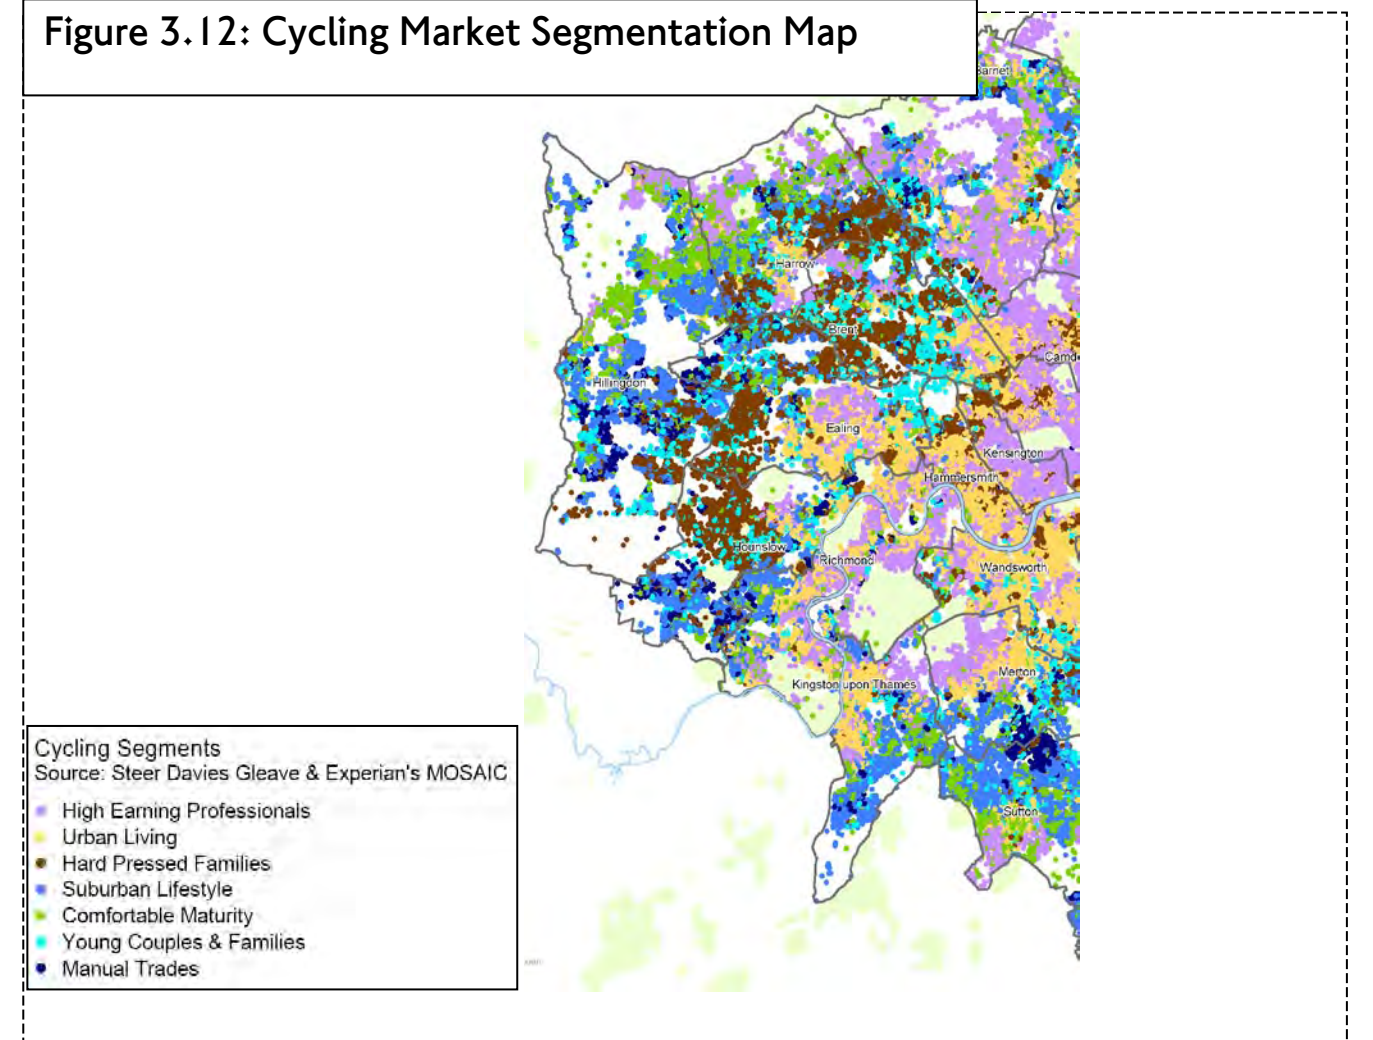 Figure 3.12: Cycling Market Segmentation Map
Barnet
Harrow
Brent
Camd
Hillingdon
Ealing
Kensington
Hammersmith
Hounslow
Richmond
Wandsworth
Merton
Kingston upon Thames
Sutton
Cycling Segments
Source: Steer Davies Gleave & Experian's MOSAIC
High Earning Professionals
Urban Living
Hard Pressed Families
Suburban Lifestyle
Comfortable Maturity
Young Couples & Families
Manual Trades